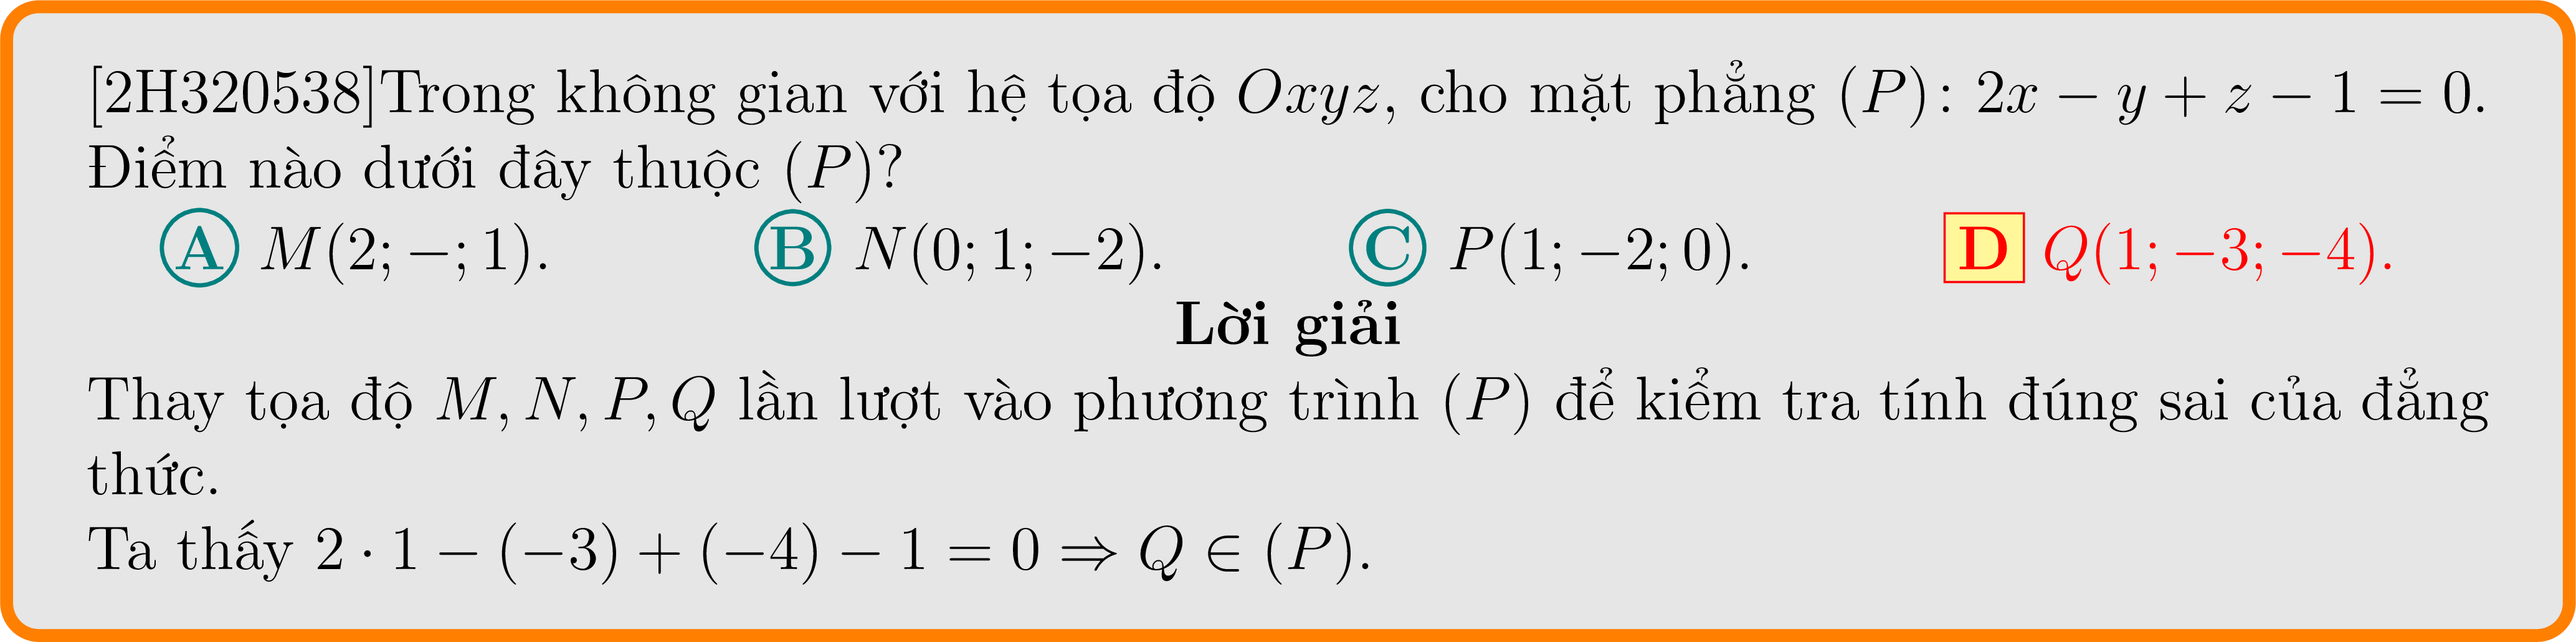 [2H320538]Trong không gian với hệ tọa độ Oxyz, cho mặt phẳng (P): 2x − y + z − 1 = 0.
Điểm nào dưới đây thuộc (P)?
A M(2; −; 1). B N(0; 1; −2). C P(1; −2; 0). D Q(1; −3; −4).
Lời giải
Thay tọa độ M, N, P, Q lần lượt vào phương trình (P) để kiểm tra tính đúng sai của đẳng
thức.
Ta thấy 2 · 1 − (−3) + (−4) − 1 = 0 ⇒ Q ∈ (P).